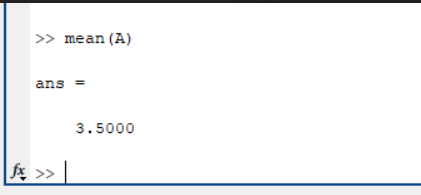 >> mean(A)
ans =
3.5000
fx >>